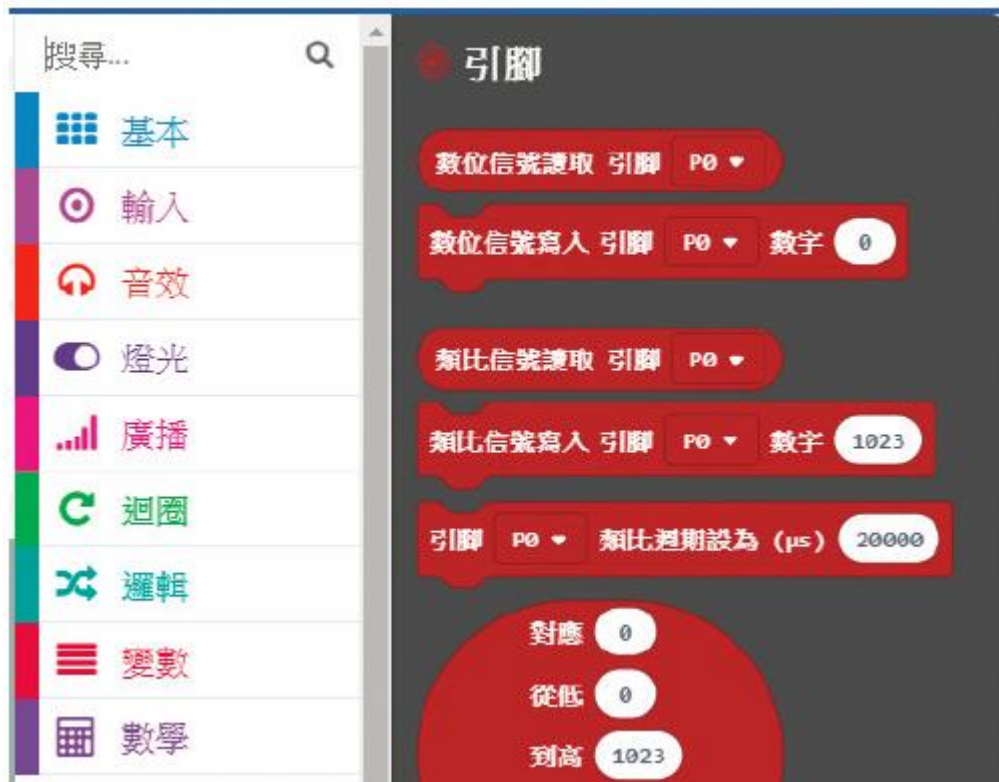 搜尋...
基本
輸入
音效
燈光
廣播
迴圈
邏輯
變數
數學
引腳
數位信號讀取 引腳 P0
數位信號寫入 引腳 P0 數字 0
類比信號讀取 引腳 P0
類比信號寫入 引腳 P0 數字 1023
引腳 P0 類比週期設為 (µs) 20000
對應 0
從低 0
到高 1023